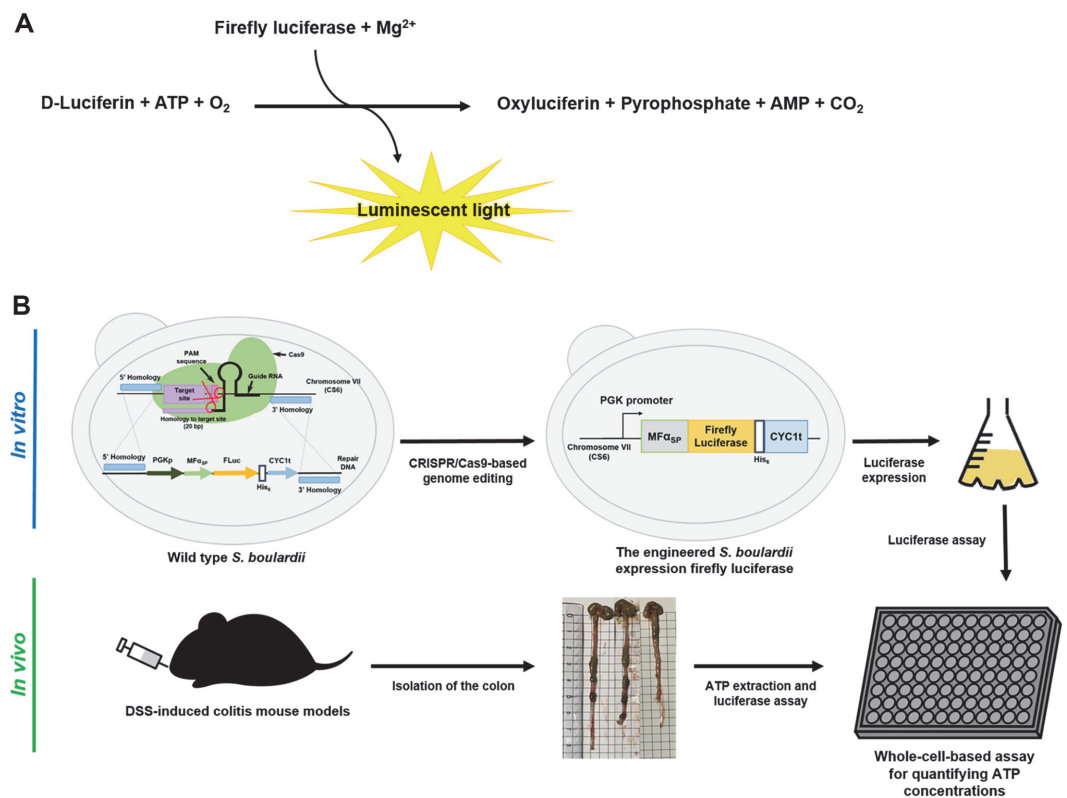 A
Firefly luciferase + Mg²⁺
D-Luciferin + ATP + O₂
Oxyluciferin + Pyrophosphate + AMP + CO₂
Luminescent light
B
In vitro
PAM
sequence
Cas9
Guide RNA
5' Homology
Target
site
Chromosome VII
(CS6)
3' Homology
Homology to target site
(20 bp)
5' Homology
PGKp
MFα_SP
FLuc
CYC1t
Repair
DNA
His₆
3' Homology
Wild type S. boulardii
CRISPR/Cas9-based
genome editing
PGK promoter
Chromosome VII
(CS6)
MFα_SP
Firefly
Luciferase
CYC1t
His₆
The engineered S. boulardii
expression firefly luciferase
Luciferase
expression
Luciferase assay
In vivo
DSS-induced colitis mouse models
Isolation of the colon
ATP extraction and
luciferase assay
Whole-cell-based assay
for quantifying ATP
concentrations